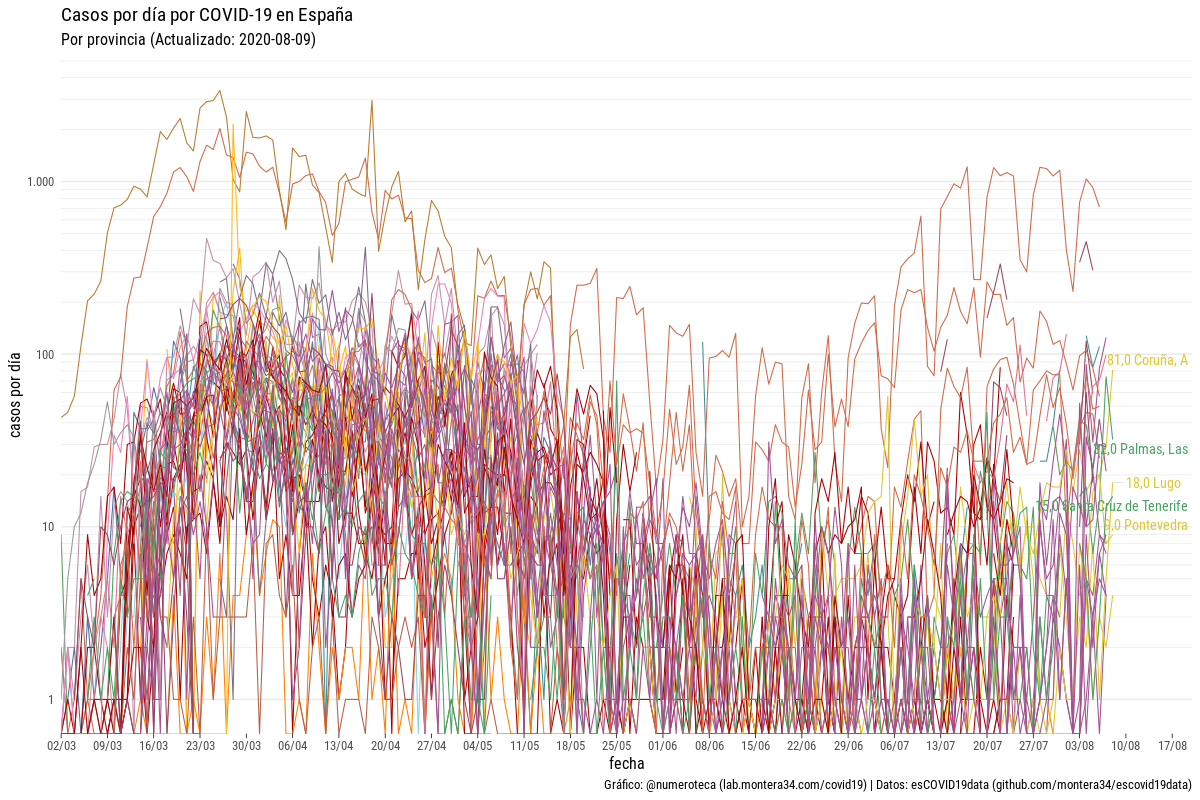 Casos por día por COVID-19 en España
Por provincia (Actualizado: 2020-08-09)
casos por día
1.000
100
10
1
81,0 Coruña, A
32,0 Palmas, Las
18,0 Lugo
15,0 Santa Cruz de Tenerife
9,0 Pontevedra
02/03 09/03 16/03 23/03 30/03 06/04 13/04 20/04 27/04 04/05 11/05 18/05 25/05 01/06 08/06 15/06 22/06 29/06 06/07 13/07 20/07 27/07 03/08 10/08 17/08
fecha
Gráfico: @numeroteca (lab.montera34.com/covid19) | Datos: esCOVID19data (github.com/montera34/escovid19data)